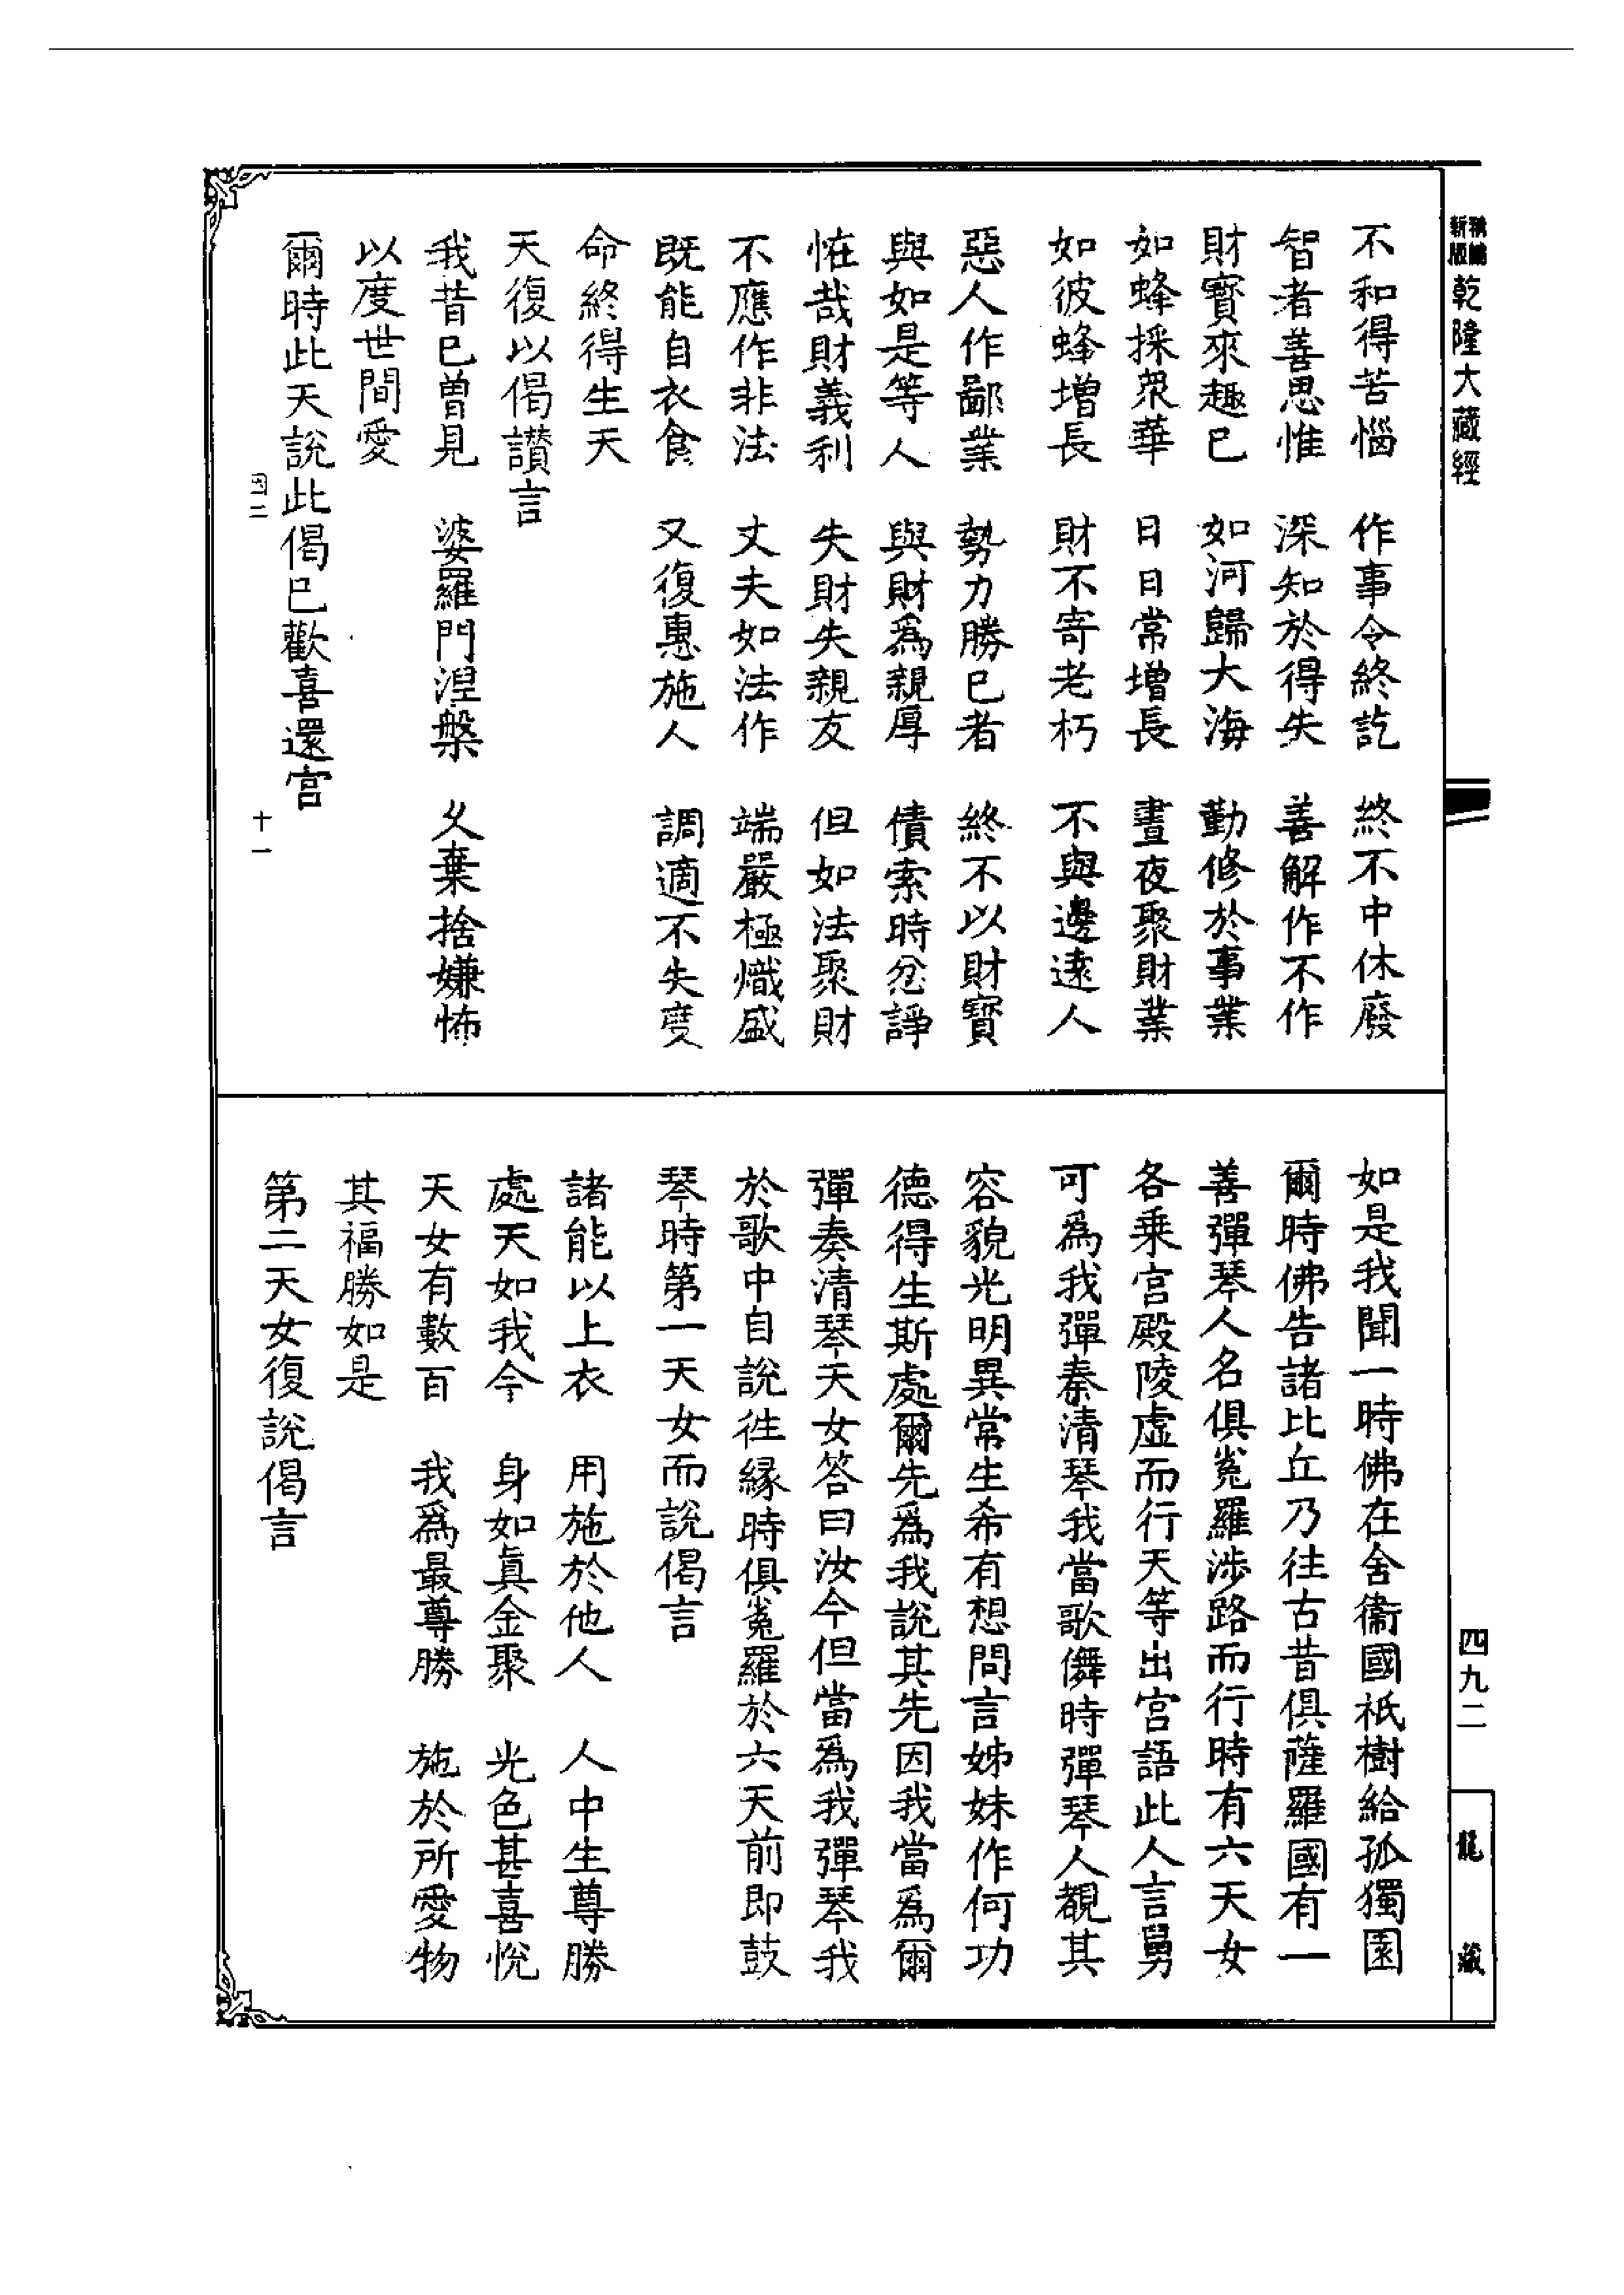 新編
新版
乾隆大藏經
不和得苦惱　作事令終訖　終不中休廢
智者善思惟　深知於得失　善解作不作
財寶來趣已　如河歸大海　勤修於事業
如蜂採衆華　日日常增長　晝夜聚財業
如彼蜂增長　財不寄老朽　不與邊遠人
惡人作鄙業　勢力勝已者　終不以財寶
與如是等人　與財爲親厚　債索時忿諍
恠哉財義利　失財失親友　但如法聚財
不應作非法　丈夫如法作　端嚴極熾盛
既能自衣食　又復惠施人　調適不失度
命終得生天
天復以偈讃言
我昔已曾見　婆羅門涅槃　久棄捨嫌怖
以度世間愛
爾時此天說此偈已歡喜還宮
十一
如是我聞一時佛在舍衞國祇樹給孤獨園
爾時佛告諸比丘乃往古昔俱薩羅國有一
善彈琴人名俱㝹羅涉路而行時有六天女
各乘宮殿陵虛而行天等出宮語此人言舅
可爲我彈奏清琴我當歌儛時彈琴人覩其
容貌光明異常生希有想問言姊妹作何功
德得生斯處爾先爲我說其先因我當爲爾
彈奏清琴天女答曰汝今但當爲我彈琴我
於歌中自說徃緣時俱㝹羅於六天前即鼓
琴時第一天女而說偈言
諸能以上衣　用施於他人　人中生尊勝
處天如我今　身如真金聚　光色甚喜悅
天女有數百　我爲最尊勝　施於所愛物
其福勝如是
第二天女復說偈言
四九二
龍藏